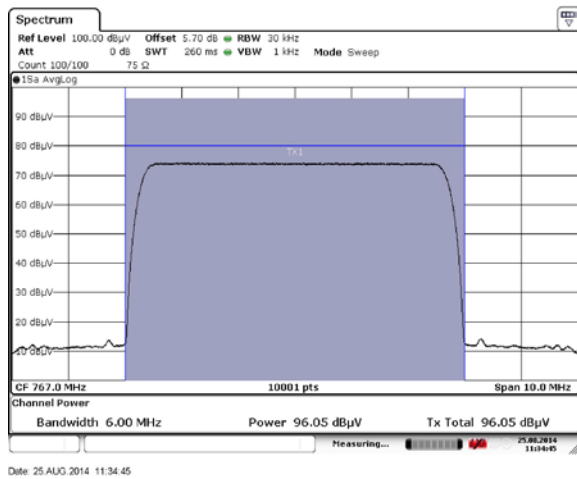 Spectrum
Ref Level 100.00 dBµV Offset 5.70 dB RBW 30 kHz
Att 0 dB SWT 260 ms VBW 1 kHz Mode Sweep
Count 100/100 75 Ω
1Sa AvgLog
90 dBµV
80 dBµV
TX1
70 dBµV
60 dBµV
50 dBµV
40 dBµV
30 dBµV
20 dBµV
10 dBµV
CF 767.0 MHz 10001 pts Span 10.0 MHz
Channel Power
Bandwidth 6.00 MHz Power 96.05 dBµV Tx Total 96.05 dBµV
Measuring... 25.08.2014
11:34:45
Date: 25.AUG.2014 11:34:45